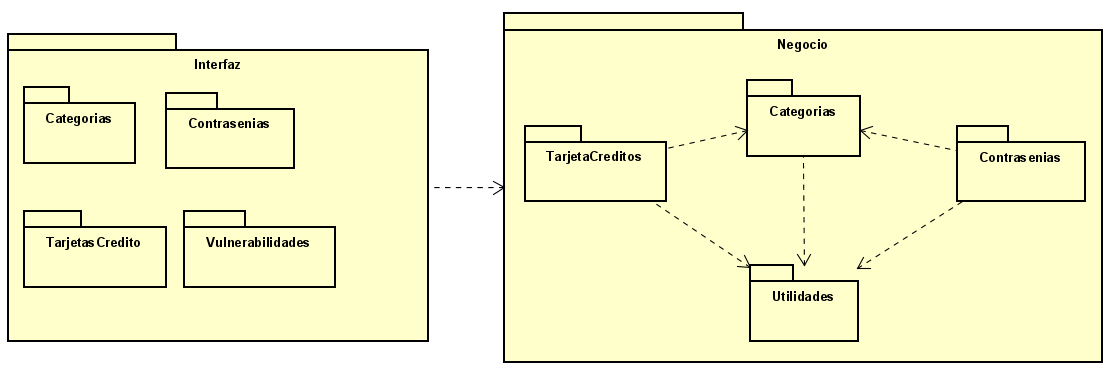 Interfaz
Categorias
Contrasenias
TarjetasCredito
Vulnerabilidades
Negocio
Categorias
TarjetaCreditos
Contrasenias
Utilidades